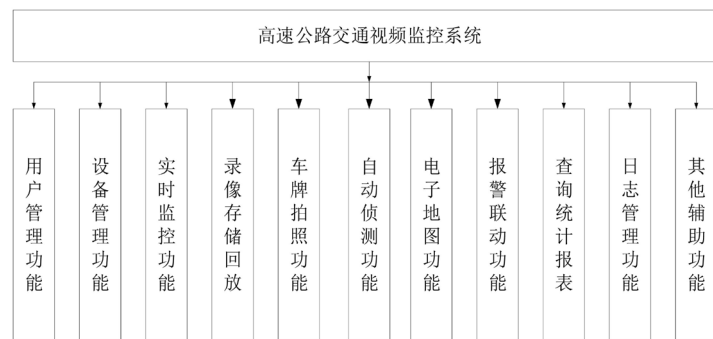 高速公路交通视频监控系统
用户管理功能
设备管理功能
实时监控功能
录像存储回放
车牌拍照功能
自动侦测功能
电子地图功能
报警联动功能
查询统计报表
日志管理功能
其他辅助功能